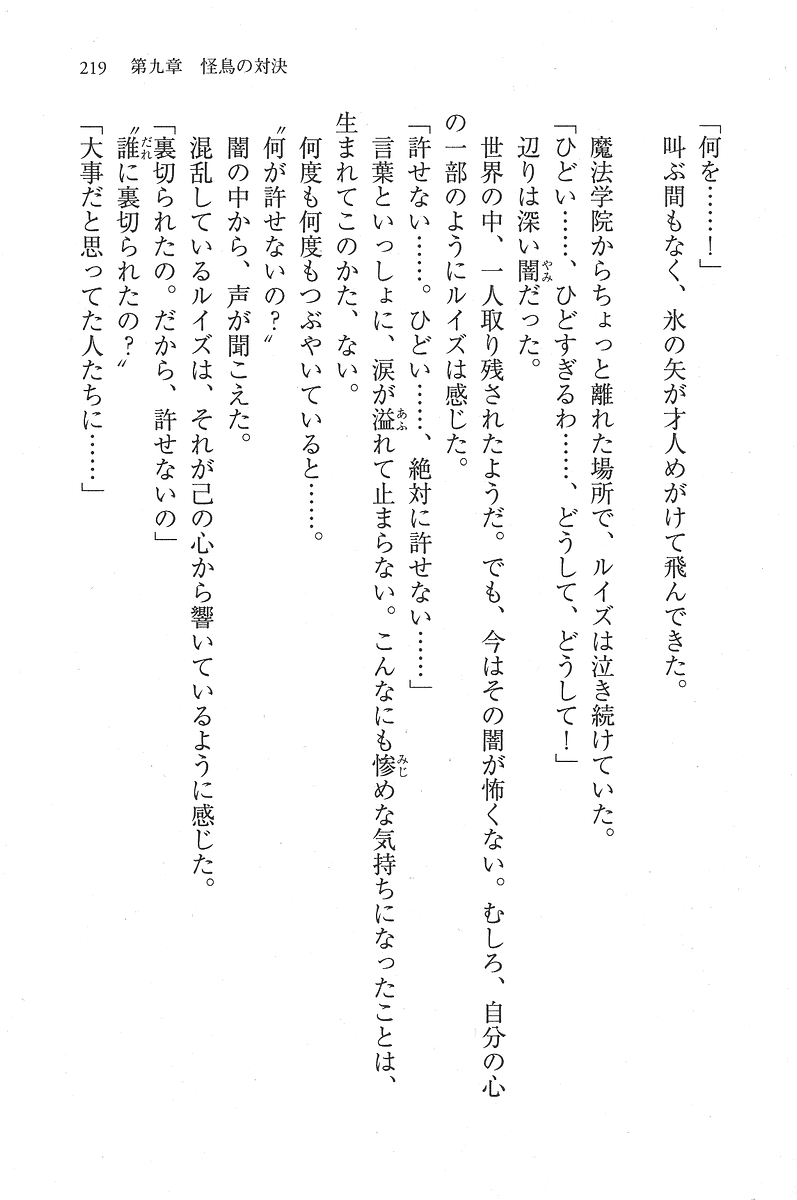 219　第九章　怪鳥の対決
「何を……！」
　叫ぶ間もなく、氷の矢が才人めがけて飛んできた。
　魔法学院からちょっと離れた場所で、ルイズは泣き続けていた。
「ひどい……、ひどすぎるわ……、どうして、どうして！」
　辺りは深い闇だった。
　世界の中、一人取り残されたようだ。でも、今はその闇が怖くない。むしろ、自分の心
の一部のようにルイズは感じた。
「許せない……。ひどい……、絶対に許せない……」
　言葉といっしょに、涙が溢れて止まらない。こんなにも惨めな気持ちになったことは、
生まれてこのかた、ない。
　何度も何度もつぶやいていると……。
〝何が許せないの？〟
　闇の中から、声が聞こえた。
　混乱しているルイズは、それが己の心から響いているように感じた。
「裏切られたの。だから、許せないの」
〝誰に裏切られたの？〟
「大事だと思ってた人たちに……」
やみ
あふ
みじ
だれ